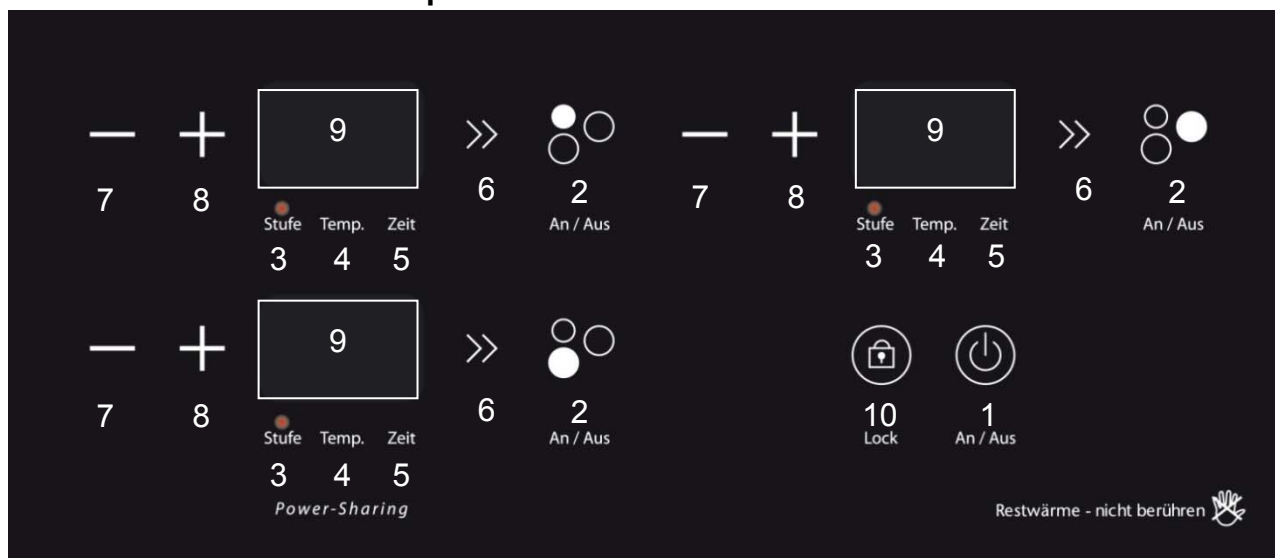 9 9
7 8 6 2 7 8 6 2
Stufe Temp. Zeit An / Aus Stufe Temp. Zeit An / Aus
3 4 5 3 4 5
9
7 8 6 2 10 1
Stufe Temp. Zeit An / Aus Lock An / Aus
3 4 5
Power-Sharing
Restwärme - nicht berühren